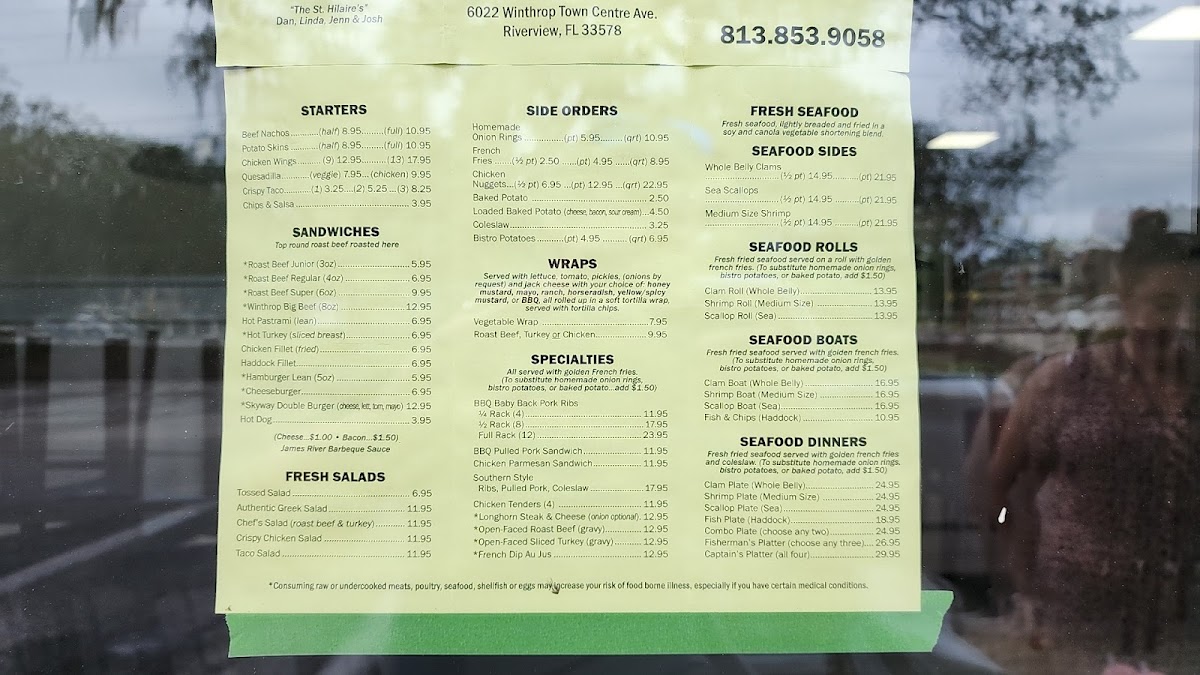 "The St. Hilaire's"
Dan, Linda, Jenn & Josh
6022 Winthrop Town Centre Ave.
Riverview, FL 33578
813.853.9058
STARTERS
Beef Nachos..........(half) 8.95........(full) 10.95
Potato Skins..........(half) 8.95........(full) 10.95
Chicken Wings..........(9) 12.95........(13) 17.95
Quesadilla........(veggie) 7.95...(chicken) 9.95
Crispy Taco........(1) 3.25....(2) 5.25 ...(3) 8.25
Chips & Salsa.......... 3.95
SANDWICHES
Top round roast beef roasted here
*Roast Beef Junior (3oz).......... 5.95
*Roast Beef Regular (4oz).......... 6.95
*Roast Beef Super (6oz).......... 9.95
*Winthrop Big Beef (8oz).......... 12.95
Hot Pastrami (lean).......... 6.95
*Hot Turkey (sliced breast).......... 6.95
Chicken Fillet (fried).......... 6.95
Haddock Fillet.......... 6.95
*Hamburger Lean (5oz).......... 5.95
*Cheeseburger.......... 6.95
*Skyway Double Burger (cheese, lett, tom, mayo) 12.95
Hot Dog.......... 3.95
(Cheese...$1.00 • Bacon...$1.50)
James River Barbeque Sauce
FRESH SALADS
Tossed Salad.......... 6.95
Authentic Greek Salad.......... 11.95
Chef's Salad (roast beef & turkey).......... 11.95
Crispy Chicken Salad.......... 11.95
Taco Salad.......... 11.95
SIDE ORDERS
Homemade
Onion Rings..........(pt) 5.95........(qrt) 10.95
French
Fries......(½ pt) 2.50 ......(pt) 4.95 ......(qrt) 8.95
Chicken
Nuggets...(½ pt) 6.95 ...(pt) 12.95 ...(qrt) 22.95
Baked Potato.......... 2.50
Loaded Baked Potato (cheese, bacon, sour cream)...4.50
Coleslaw.......... 3.25
Bistro Potatoes..........(pt) 4.95 ..........(qrt) 6.95
WRAPS
Served with lettuce, tomato, pickles, (onions by
request) and jack cheese with your choice of: honey
mustard, mayo, ranch, horseradish, yellow/spicy
mustard, or BBQ, all rolled up in a soft tortilla wrap,
served with tortilla chips.
Vegetable Wrap.......... 7.95
Roast Beef, Turkey or Chicken.......... 9.95
SPECIALTIES
All served with golden French fries.
(To substitute homemade onion rings,
bistro potatoes, or baked potato...add $1.50)
BBQ Baby Back Pork Ribs
¼ Rack (4).......... 11.95
½ Rack (8).......... 17.95
Full Rack (12).......... 23.95
BBQ Pulled Pork Sandwich.......... 11.95
Chicken Parmesan Sandwich.......... 11.95
Southern Style
Ribs, Pulled Pork, Coleslaw.......... 17.95
Chicken Tenders (4).......... 11.95
*Longhorn Steak & Cheese (onion optional). 12.95
*Open-Faced Roast Beef (gravy).......... 12.95
*Open-Faced Sliced Turkey (gravy).......... 12.95
*French Dip Au Jus.......... 12.95
FRESH SEAFOOD
Fresh seafood, lightly breaded and fried in a
soy and canola vegetable shortening blend.
SEAFOOD SIDES
Whole Belly Clams
..........(½ pt) 14.95 ..........(pt) 21.95
Sea Scallops
..........(½ pt) 14.95 ..........(pt) 21.95
Medium Size Shrimp
..........(½ pt) 14.95 ..........(pt) 21.95
SEAFOOD ROLLS
Fresh fried seafood served on a roll with golden
french fries. (To substitute homemade onion rings,
bistro potatoes, or baked potato, add $1.50)
Clam Roll (Whole Belly).......... 13.95
Shrimp Roll (Medium Size).......... 13.95
Scallop Roll (Sea).......... 13.95
SEAFOOD BOATS
Fresh fried seafood served with golden french fries.
(To substitute homemade onion rings,
bistro potatoes, or baked potato, add $1.50)
Clam Boat (Whole Belly).......... 16.95
Shrimp Boat (Medium Size).......... 16.95
Scallop Boat (Sea).......... 16.95
Fish & Chips (Haddock).......... 10.95
SEAFOOD DINNERS
Fresh fried seafood served with golden french fries
and coleslaw. (To substitute homemade onion rings,
bistro potatoes, or baked potato, add $1.50)
Clam Plate (Whole Belly).......... 24.95
Shrimp Plate (Medium Size).......... 24.95
Scallop Plate (Sea).......... 24.95
Fish Plate (Haddock).......... 18.95
Combo Plate (choose any two).......... 24.95
Fisherman's Platter (choose any three).... 26.95
Captain's Platter (all four).......... 29.95
*Consuming raw or undercooked meats, poultry, seafood, shellfish or eggs may increase your risk of food borne illness, especially if you have certain medical conditions.